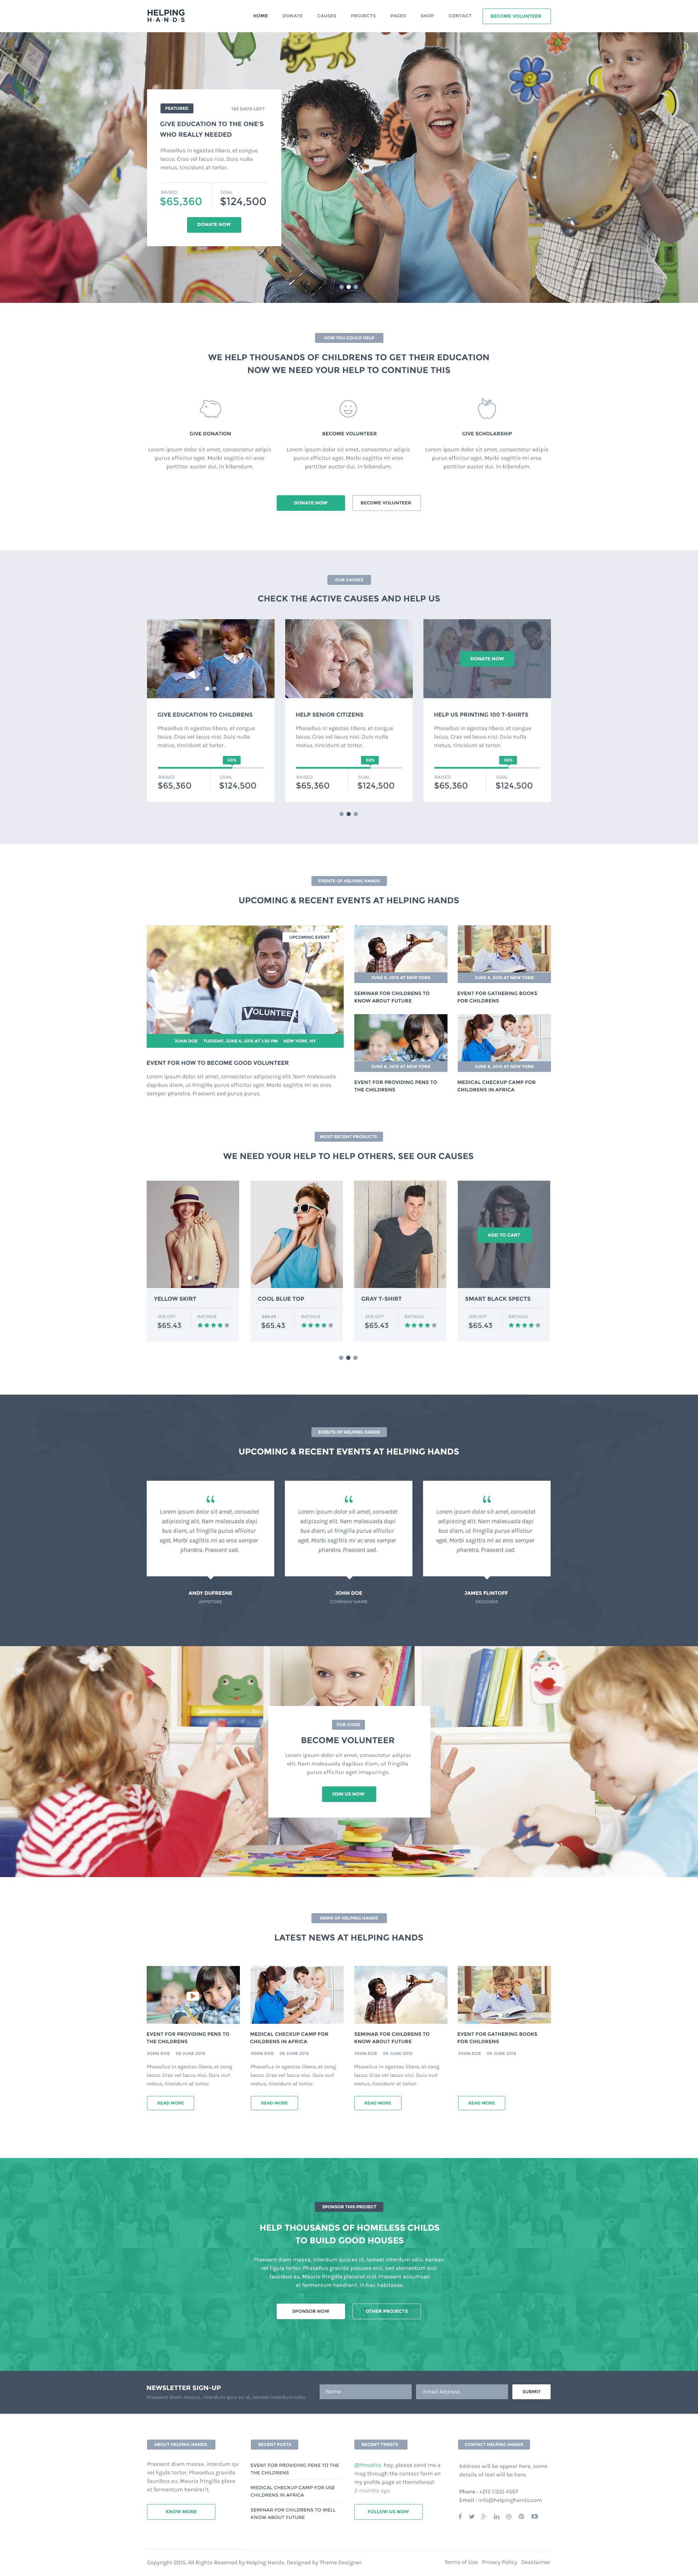 HELPING
H·A·N·D·S
HOME DONATE CAUSES PROJECTS PAGES SHOP CONTACT BECOME VOLUNTEER
FEATURED 193 DAYS LEFT
GIVE EDUCATION TO THE ONE'S
WHO REALLY NEEDED
Phasellus in egestas libero, et congue
lacus. Cras vel lacus nisi. Duis nulla
metus, tincidunt at tortor.
RAISED GOAL
$65,360 $124,500
DONATE NOW
HOW YOU COULD HELP
WE HELP THOUSANDS OF CHILDRENS TO GET THEIR EDUCATION
NOW WE NEED YOUR HELP TO CONTINUE THIS
GIVE DONATION
Lorem ipsum dolor sit amet, consectetur adipis
purus efficitur eget. Morbi sagittis mi eros
porttitor auctor dui, in bibendum.
BECOME VOLUNTEER
Lorem ipsum dolor sit amet, consectetur adipis
purus efficitur eget. Morbi sagittis mi eros
porttitor auctor dui, in bibendum.
GIVE SCHOLARSHIP
Lorem ipsum dolor sit amet, consectetur adipis
purus efficitur eget. Morbi sagittis mi eros
porttitor auctor dui, in bibendum.
DONATE NOW BECOME VOLUNTEER
OUR CAUSES
CHECK THE ACTIVE CAUSES AND HELP US
GIVE EDUCATION TO CHILDRENS
Phasellus in egestas libero, et congue
lacus. Cras vel lacus nisi. Duis nulla
metus, tincidunt at tortor.
68%
RAISED GOAL
$65,360 $124,500
HELP SENIOR CITIZENS
Phasellus in egestas libero, et congue
lacus. Cras vel lacus nisi. Duis nulla
metus, tincidunt at tortor.
68%
RAISED GOAL
$65,360 $124,500
DONATE NOW
HELP US PRINTING 100 T-SHIRTS
Phasellus in egestas libero, et congue
lacus. Cras vel lacus nisi. Duis nulla
metus, tincidunt at tortor.
68%
RAISED GOAL
$65,360 $124,500
EVENTS OF HELPING HANDS
UPCOMING & RECENT EVENTS AT HELPING HANDS
UPCOMING EVENT
VOLUNTEER
JOHN DOE TUESDAY, JUNE 6, 2015 AT 1:30 PM NEW YORK, NY
EVENT FOR HOW TO BECOME GOOD VOLUNTEER
Lorem ipsum dolor sit amet, consectetur adipiscing elit. Nam malesuada
dapibus diam, ut fringilla purus efficitur eget. Morbi sagittis mi ac eros
semper pharetra. Praesent sed purus purus.
JUNE 6, 2015 AT NEW YORK
SEMINAR FOR CHILDRENS TO
KNOW ABOUT FUTURE
JUNE 6, 2015 AT NEW YORK
EVENT FOR GATHERING BOOKS
FOR CHILDRENS
JUNE 6, 2015 AT NEW YORK
EVENT FOR PROVIDING PENS TO
THE CHILDRENS
JUNE 6, 2015 AT NEW YORK
MEDICAL CHECKUP CAMP FOR
CHILDRENS IN AFRICA
MOST RECENT PRODUCTS
WE NEED YOUR HELP TO HELP OTHERS, SEE OUR CAUSES
YELLOW SKIRT
10% OFF RATINGS
$65.43
COOL BLUE TOP
RATINGS
$65.43
GRAY T-SHIRT
RATINGS
$65.43
ADD TO CART
SMART BLACK SPECTS
10% OFF RATINGS
$65.43
EVENTS OF HELPING HANDS
UPCOMING & RECENT EVENTS AT HELPING HANDS
“
Lorem ipsum dolor sit amet, consectet
adipiscing elit. Nam malesuada dapi
bus diam, ut fringilla purus efficitur
eget. Morbi sagittis mi ac eros semper
pharetra. Praesant sed.
ANDY DUFRESNE
APPSTORE
“
Lorem ipsum dolor sit amet, consectet
adipiscing elit. Nam malesuada dapi
bus diam, ut fringilla purus efficitur
eget. Morbi sagittis mi ac eros semper
pharetra. Praesant sed.
JOHN DOE
COMPANY NAME
“
Lorem ipsum dolor sit amet, consectet
adipiscing elit. Nam malesuada dapi
bus diam, ut fringilla purus efficitur
eget. Morbi sagittis mi ac eros semper
pharetra. Praesant sed.
JAMES FLINTOFF
DESIGNER
FOR GOOD
BECOME VOLUNTEER
Lorem ipsum dolor sit amet, consectetur adipisc
elit. Nam malesuada dapibus diam, ut fringilla
purus efficitur eget imspurings.
JOIN US NOW
NEWS OF HELPING HANDS
LATEST NEWS AT HELPING HANDS
EVENT FOR PROVIDING PENS TO
THE CHILDRENS
JOHN DOE 06 JUNE 2015
Phasellus in egestas libero, et cong
lacus. Cras vel lacus nisi. Duis null
metus, tincidunt at tortor.
READ MORE
MEDICAL CHECKUP CAMP FOR
CHILDRENS IN AFRICA
JOHN DOE 06 JUNE 2015
Phasellus in egestas libero, et cong
lacus. Cras vel lacus nisi. Duis null
metus, tincidunt at tortor.
READ MORE
SEMINAR FOR CHILDRENS TO
KNOW ABOUT FUTURE
JOHN DOE 06 JUNE 2015
Phasellus in egestas libero, et cong
lacus. Cras vel lacus nisi. Duis null
metus, tincidunt at tortor.
READ MORE
EVENT FOR GATHERING BOOKS
FOR CHILDRENS
JOHN DOE 06 JUNE 2015
READ MORE
SPONSOR THIS PROJECT
HELP THOUSANDS OF HOMELESS CHILDS
TO BUILD GOOD HOUSES
Praesent diam massa, interdum quis ex id, laoreet interdum odio. Aenean
vel ligula tortor. Phasellus gravida posuere orci, sed elementum orci
faucibus eu. Mauris fringilla placerat nisl. Praesent accumsan
et fermentum hendrerit. In hac habitasse.
SPONSOR NOW OTHER PROJECTS
NEWSLETTER SIGN-UP
Praesent diam massa, interdum quis ex id, laoreet interdum odio.
Name Email Address SUBMIT
ABOUT HELPING HANDS
Praesent diam massa, interdum qu
vel ligula tortor. Phasellus gravida
faucibus eu. Mauris fringilla place
et fermentum hendrerit.
KNOW MORE
RECENT POSTS
EVENT FOR PROVIDING PENS TO THE
THE CHILDRENS
MEDICAL CHECKUP CAMP FOR USE
CHILDRENS IN AFRICA
SEMINAR FOR CHILDRENS TO WELL
KNOW ABOUT FUTURE
RECENT TWEETS
@Ymodita hey, please send me a
msg through the contact form on
my profile page at themeforest
2 months ago
FOLLOW US NOW
CONTACT HELPING HANDS
Address will be appear here, some
details of text will be here.
Phone : +215 (123) 4567
Email : info@helpinghands.com
Copyright 2015. All Rights Reserved by Helping Hands. Designed by Theme Designer.
Terms of Use Privacy Policy Desclaimer